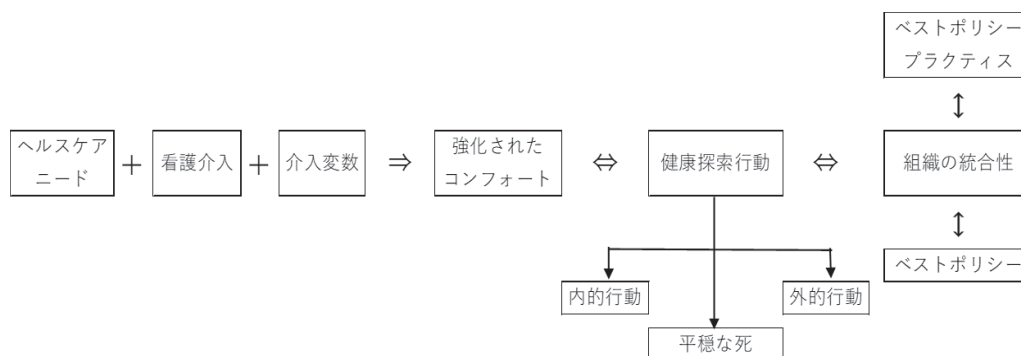 ベストポリシー
プラクティス
ヘルスケア
ニード
+
看護介入
+
介入変数
⇒
強化された
コンフォート
⇔
健康探索行動
⇔
組織の統合性
ベストポリシー
内的行動
外的行動
平穏な死